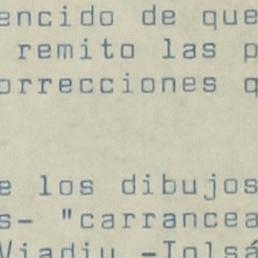 encido de que
remito las p
orrecciones q
e los dibujos
s- "carrancea
Viadiu -Tolsá